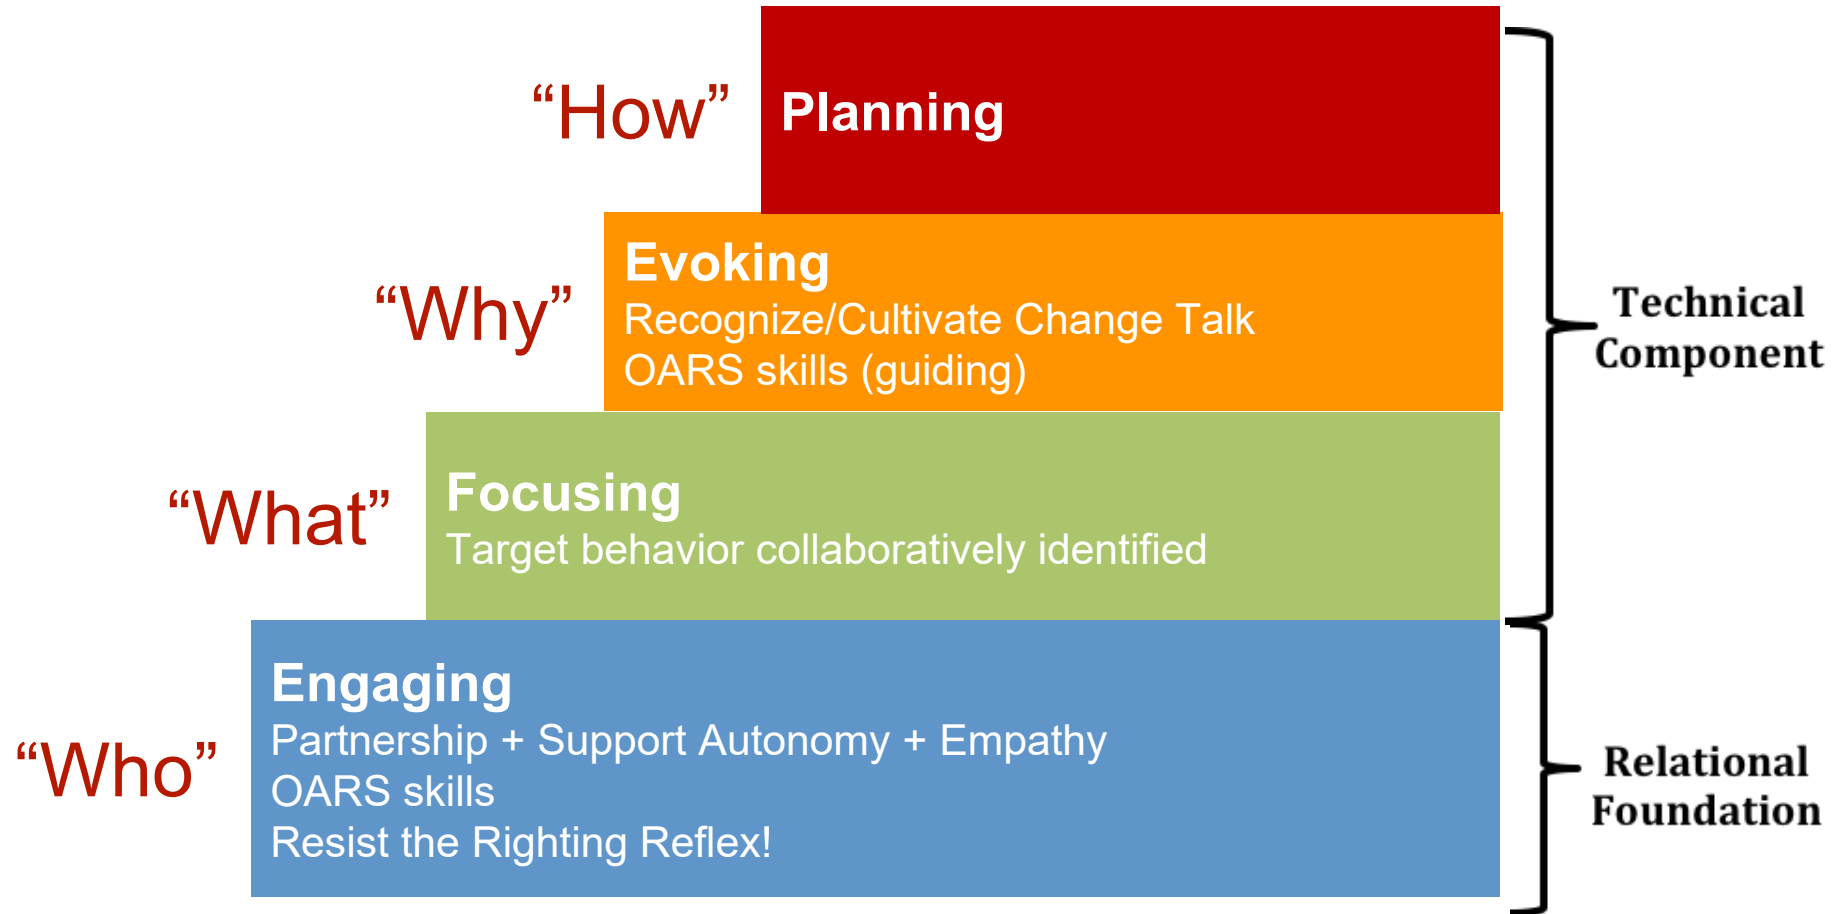 “How”
Planning
“Why”
Evoking
Recognize/Cultivate Change Talk
OARS skills (guiding)
Technical
Component
“What”
Focusing
Target behavior collaboratively identified
“Who”
Engaging
Partnership + Support Autonomy + Empathy
OARS skills
Resist the Righting Reflex!
Relational
Foundation